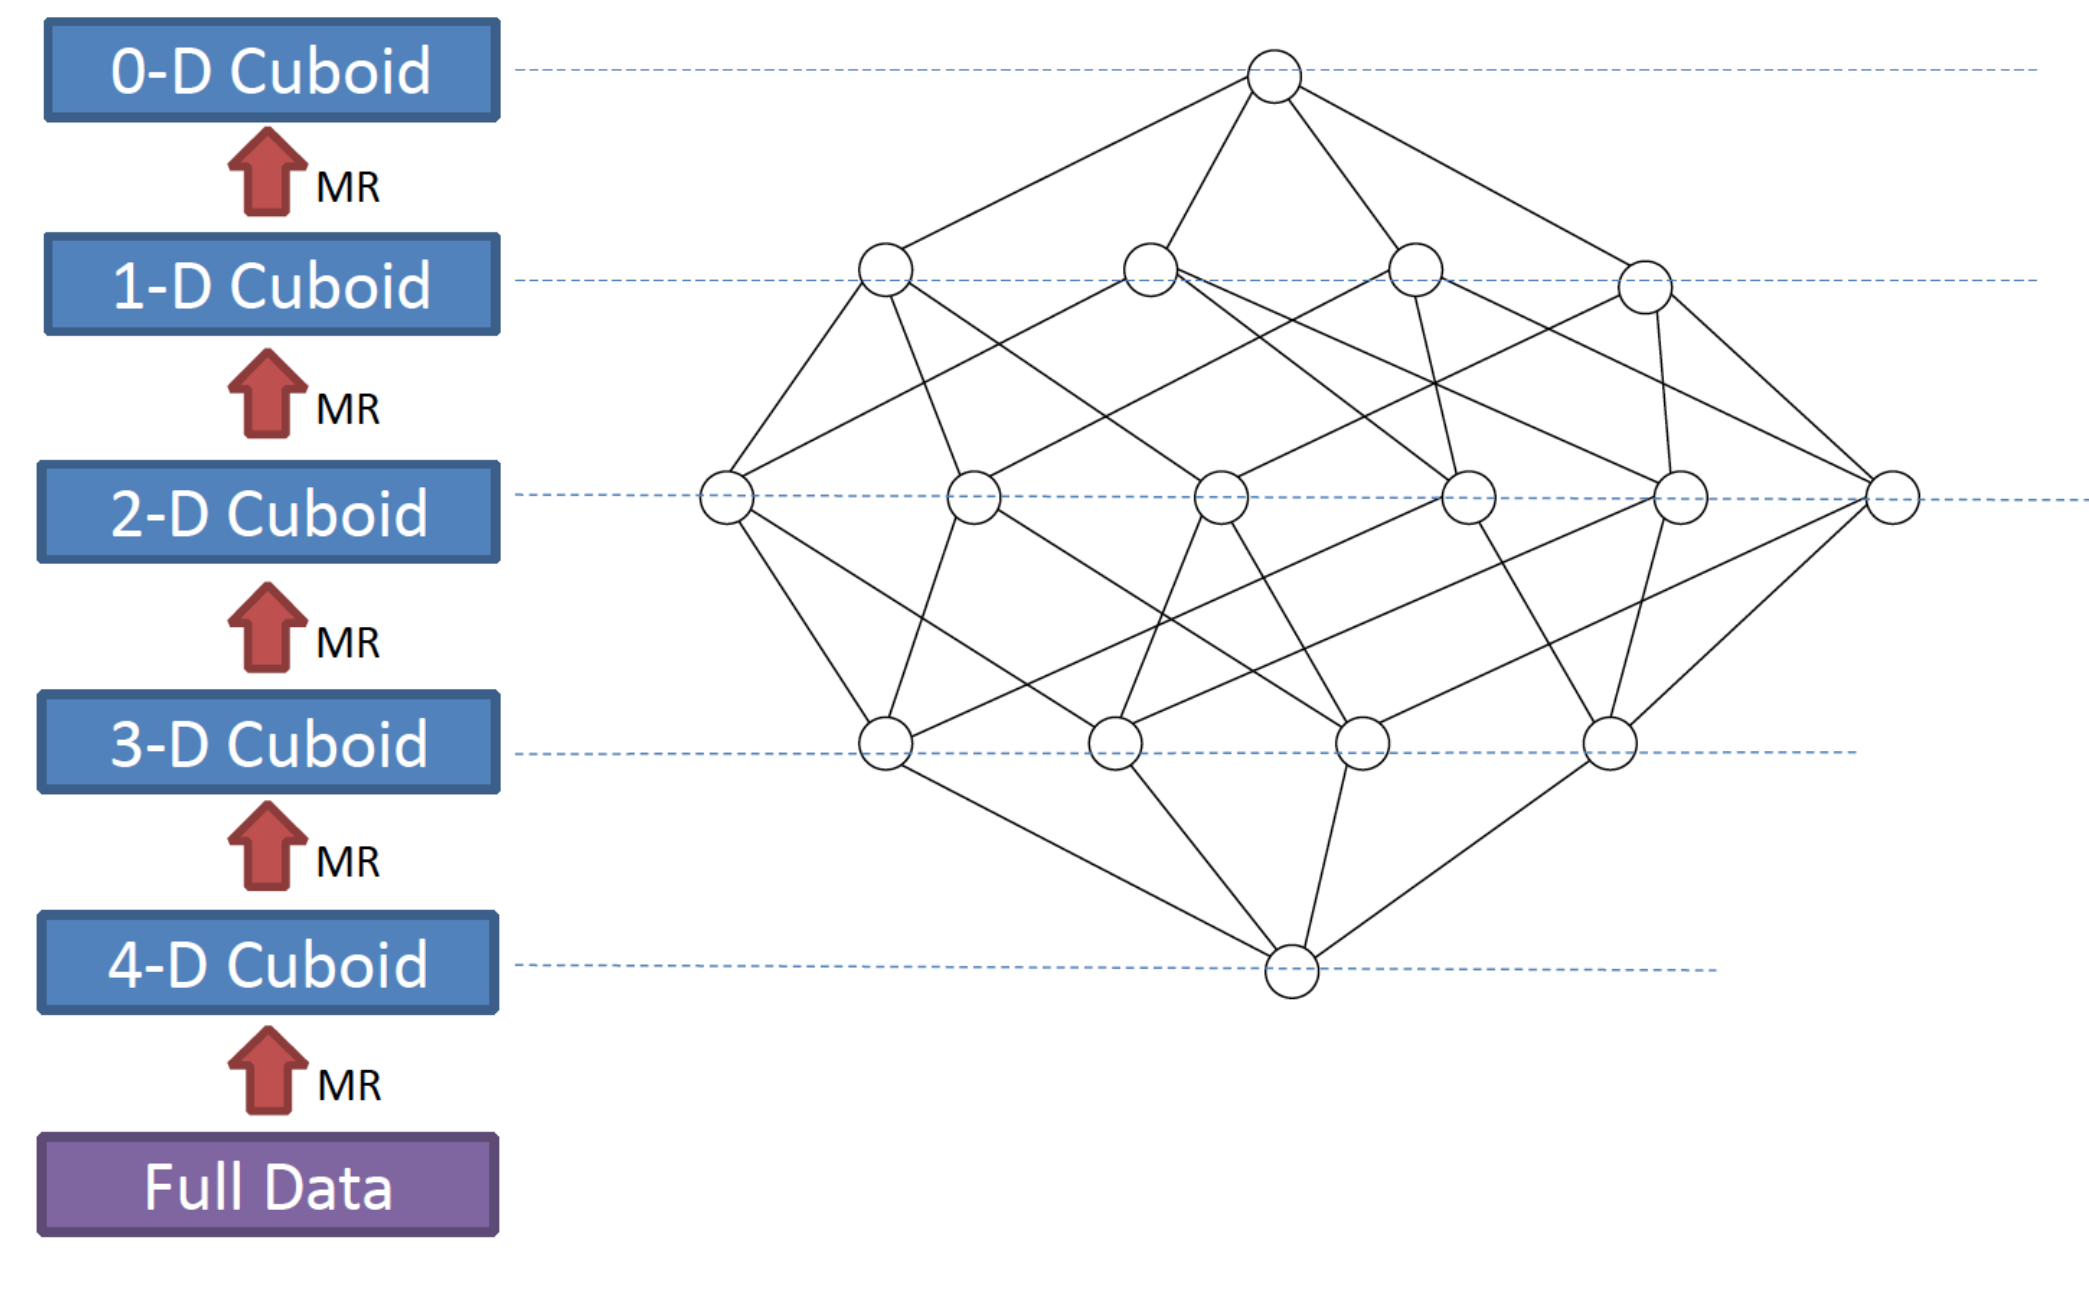 0-D Cuboid
MR
1-D Cuboid
MR
2-D Cuboid
MR
3-D Cuboid
MR
4-D Cuboid
MR
Full Data